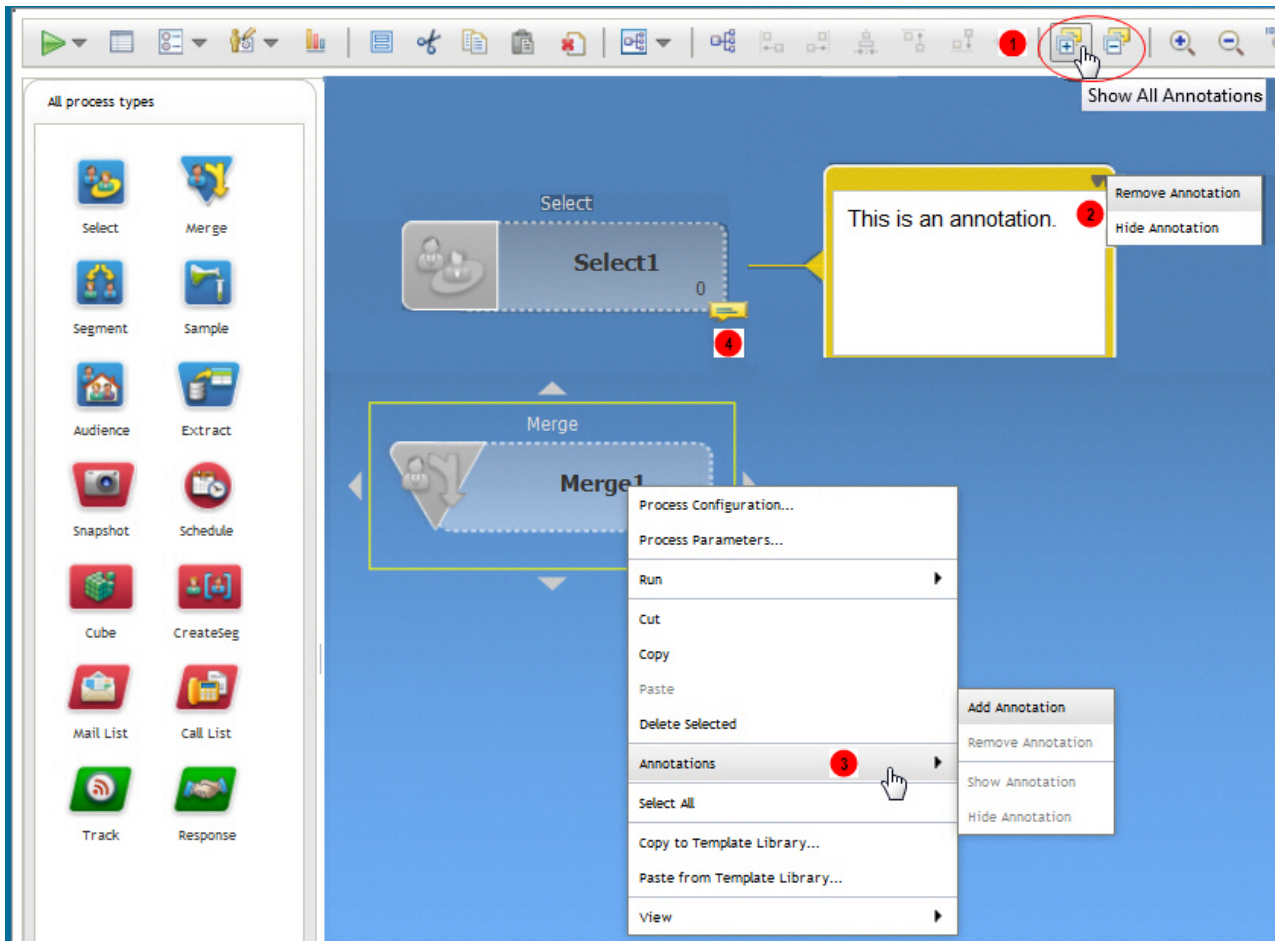 1
Show All Annotations
All process types
Select
Merge
Segment
Sample
Audience
Extract
Snapshot
Schedule
Cube
CreateSeg
Mail List
Call List
Track
Response
Select
Select1
0
4
This is an annotation.
2
Remove Annotation
Hide Annotation
Merge
Merge1
Process Configuration...
Process Parameters...
Run
Cut
Copy
Paste
Delete Selected
Annotations
3
Select All
Copy to Template Library...
Paste from Template Library...
View
Add Annotation
Remove Annotation
Show Annotation
Hide Annotation